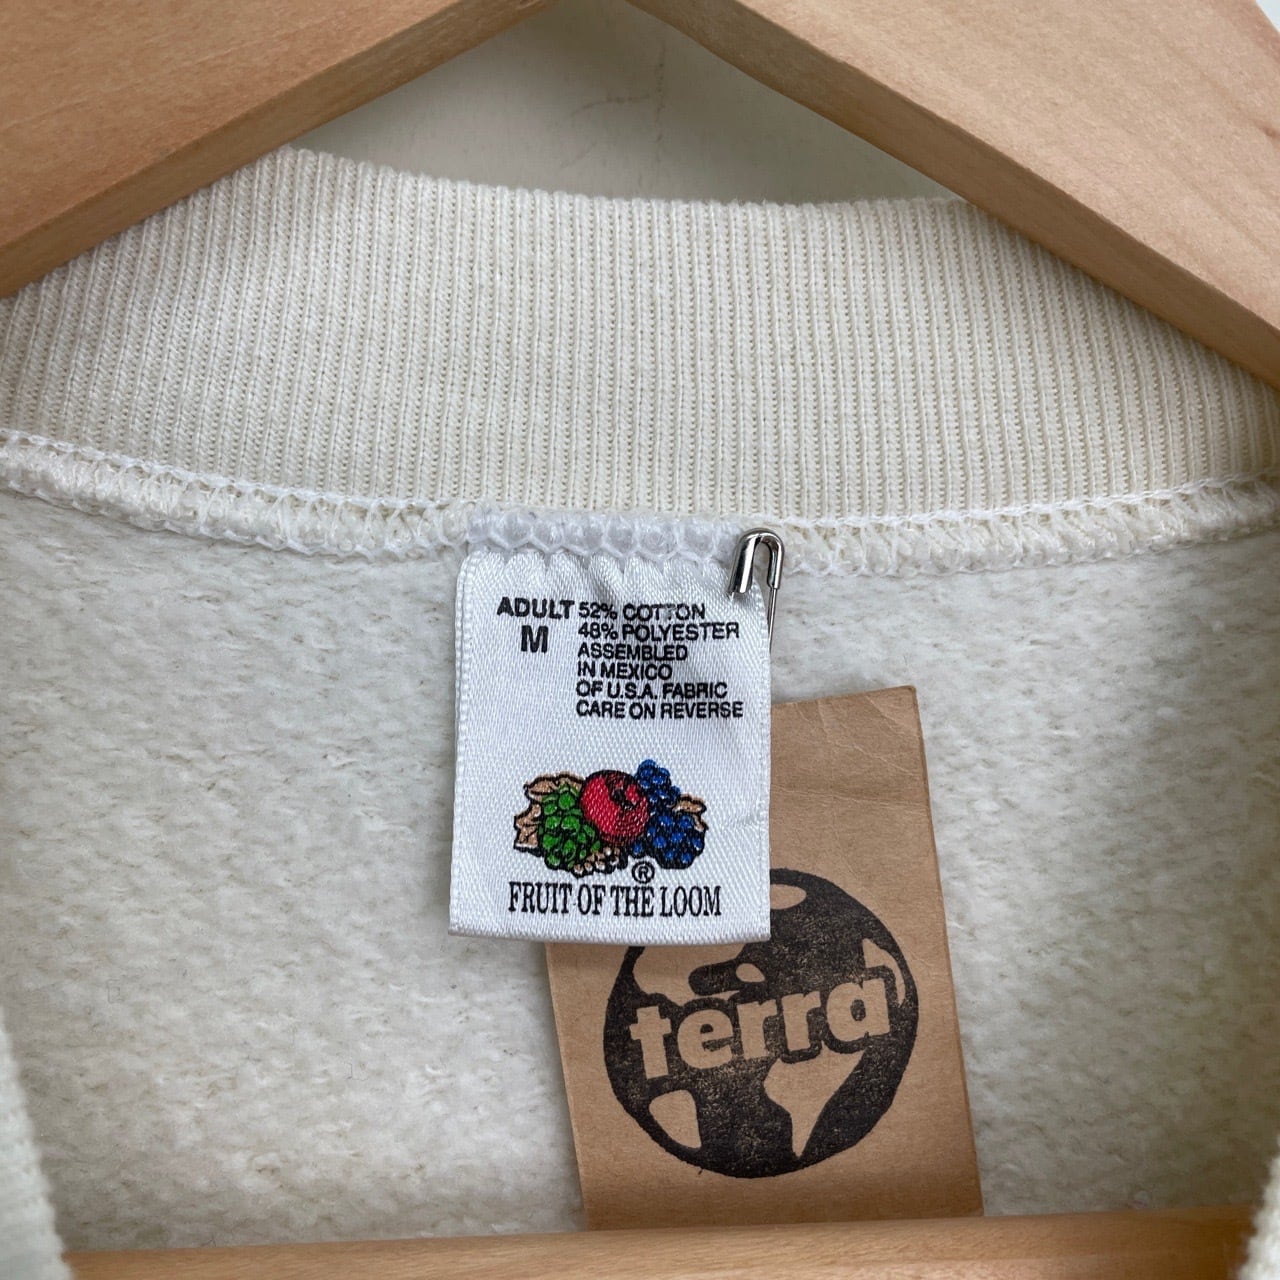 ADULT
M
52% COTTON
48% POLYESTER
ASSEMBLED
IN MEXICO
OF U.S.A. FABRIC
CARE ON REVERSE
®
FRUIT OF THE LOOM
terra